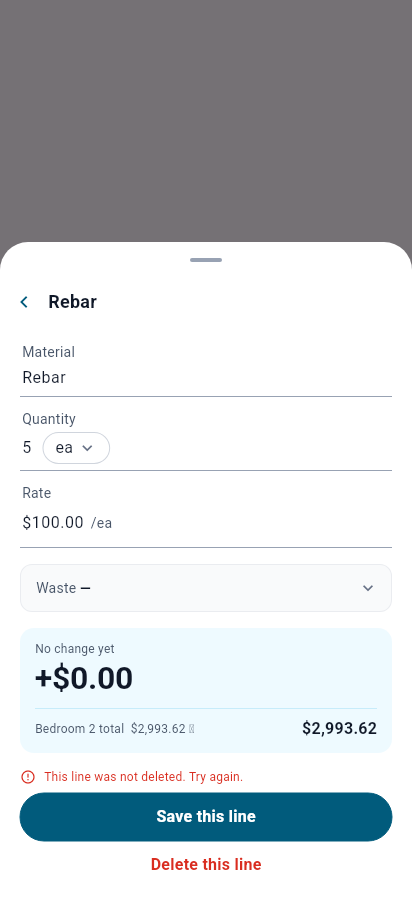 Rebar
Material
Rebar
Quantity
5 ea
Rate
$100.00 /ea
Waste —
No change yet
+$0.00
Bedroom 2 total $2,993.62 $2,993.62
This line was not deleted. Try again.
Save this line
Delete this line